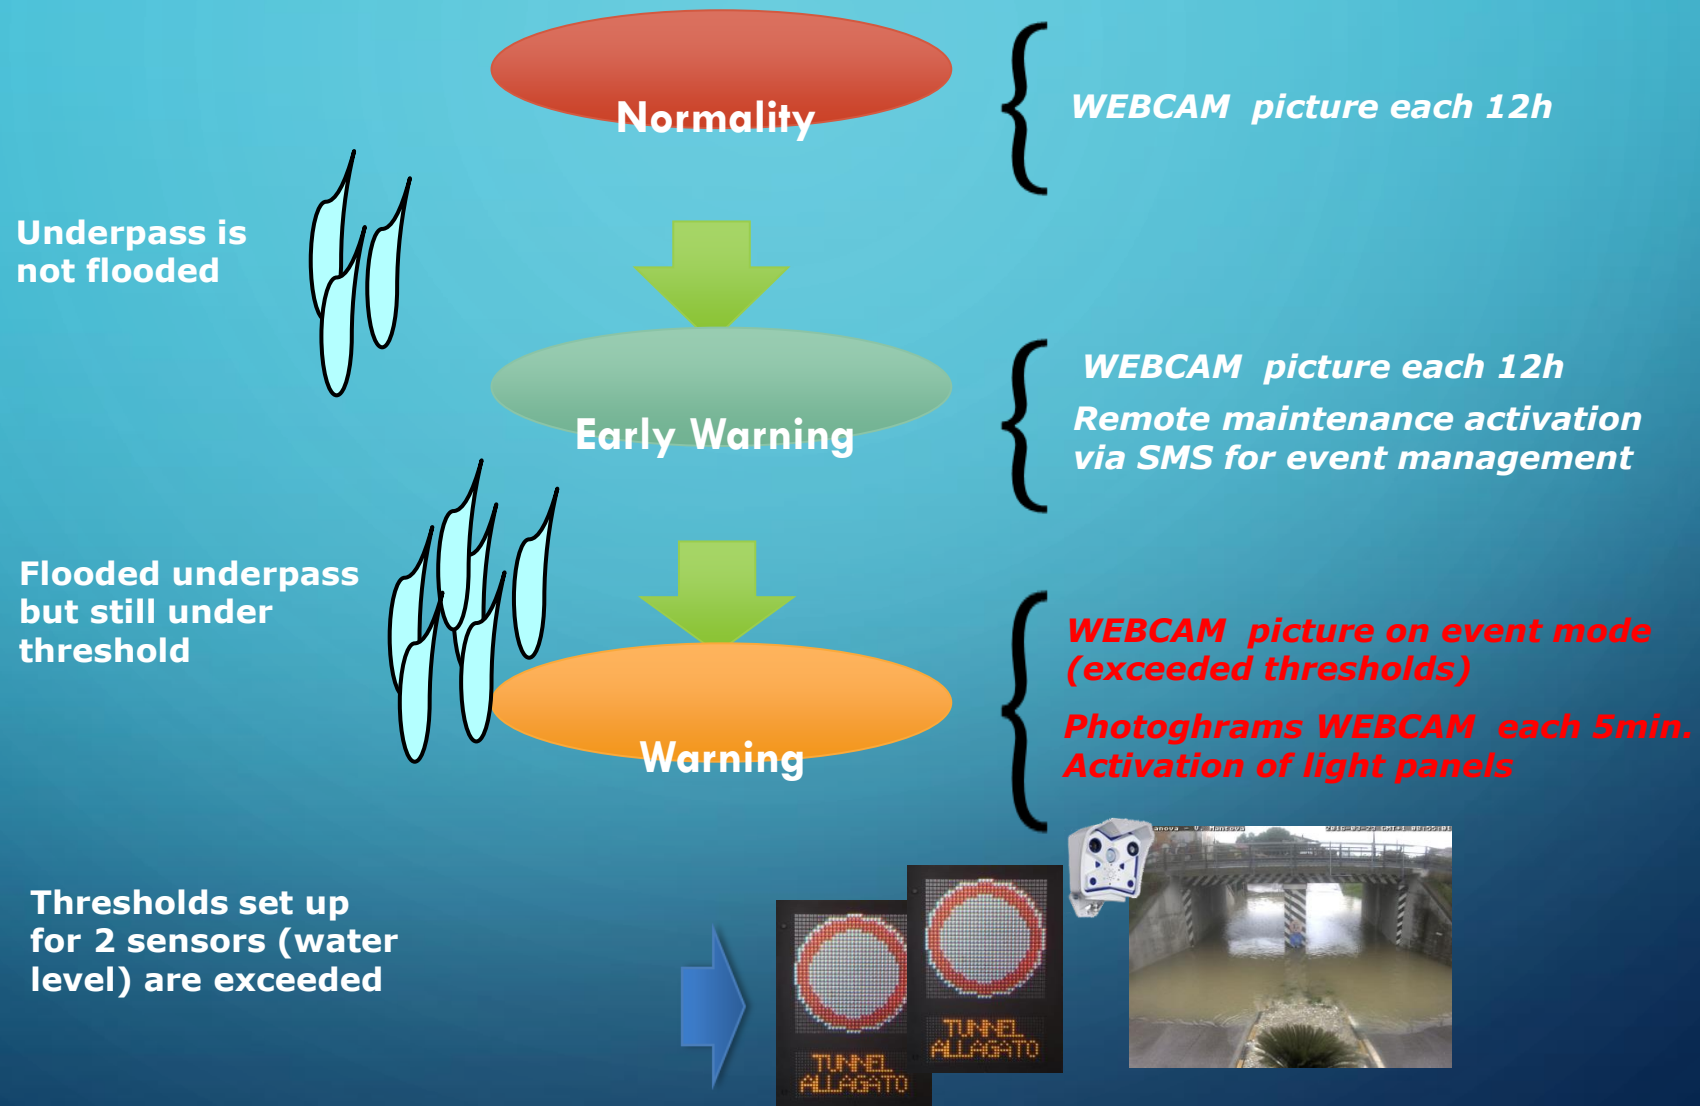 Normality
WEBCAM picture each 12h
Underpass is
not flooded
Early Warning
WEBCAM picture each 12h
Remote maintenance activation
via SMS for event management
Flooded underpass
but still under
threshold
Warning
WEBCAM picture on event mode
(exceeded thresholds)
Photoghrams WEBCAM each 5min.
Activation of light panels
Thresholds set up
for 2 sensors (water
level) are exceeded
TUNNEL
ALLAGATO
TUNNEL
ALLAGATO